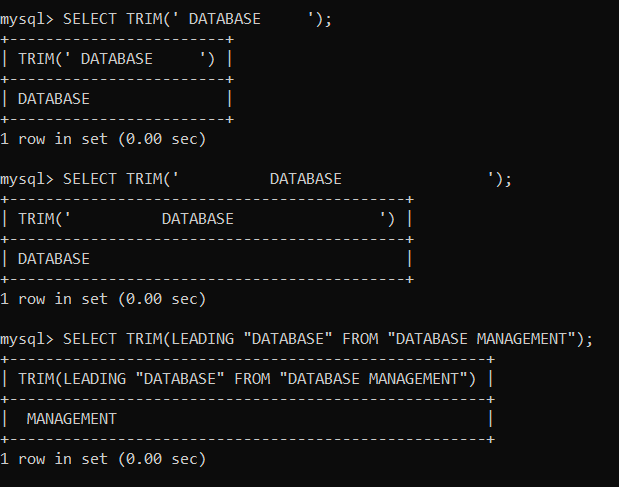 mysql> SELECT TRIM(' DATABASE     ');
+------------------------+
| TRIM(' DATABASE     ') |
+------------------------+
| DATABASE               |
+------------------------+
1 row in set (0.00 sec)

mysql> SELECT TRIM('          DATABASE                ');
+--------------------------------------------+
| TRIM('          DATABASE                ') |
+--------------------------------------------+
| DATABASE                                   |
+--------------------------------------------+
1 row in set (0.00 sec)

mysql> SELECT TRIM(LEADING "DATABASE" FROM "DATABASE MANAGEMENT");
+-----------------------------------------------------+
| TRIM(LEADING "DATABASE" FROM "DATABASE MANAGEMENT") |
+-----------------------------------------------------+
|  MANAGEMENT                                         |
+-----------------------------------------------------+
1 row in set (0.00 sec)